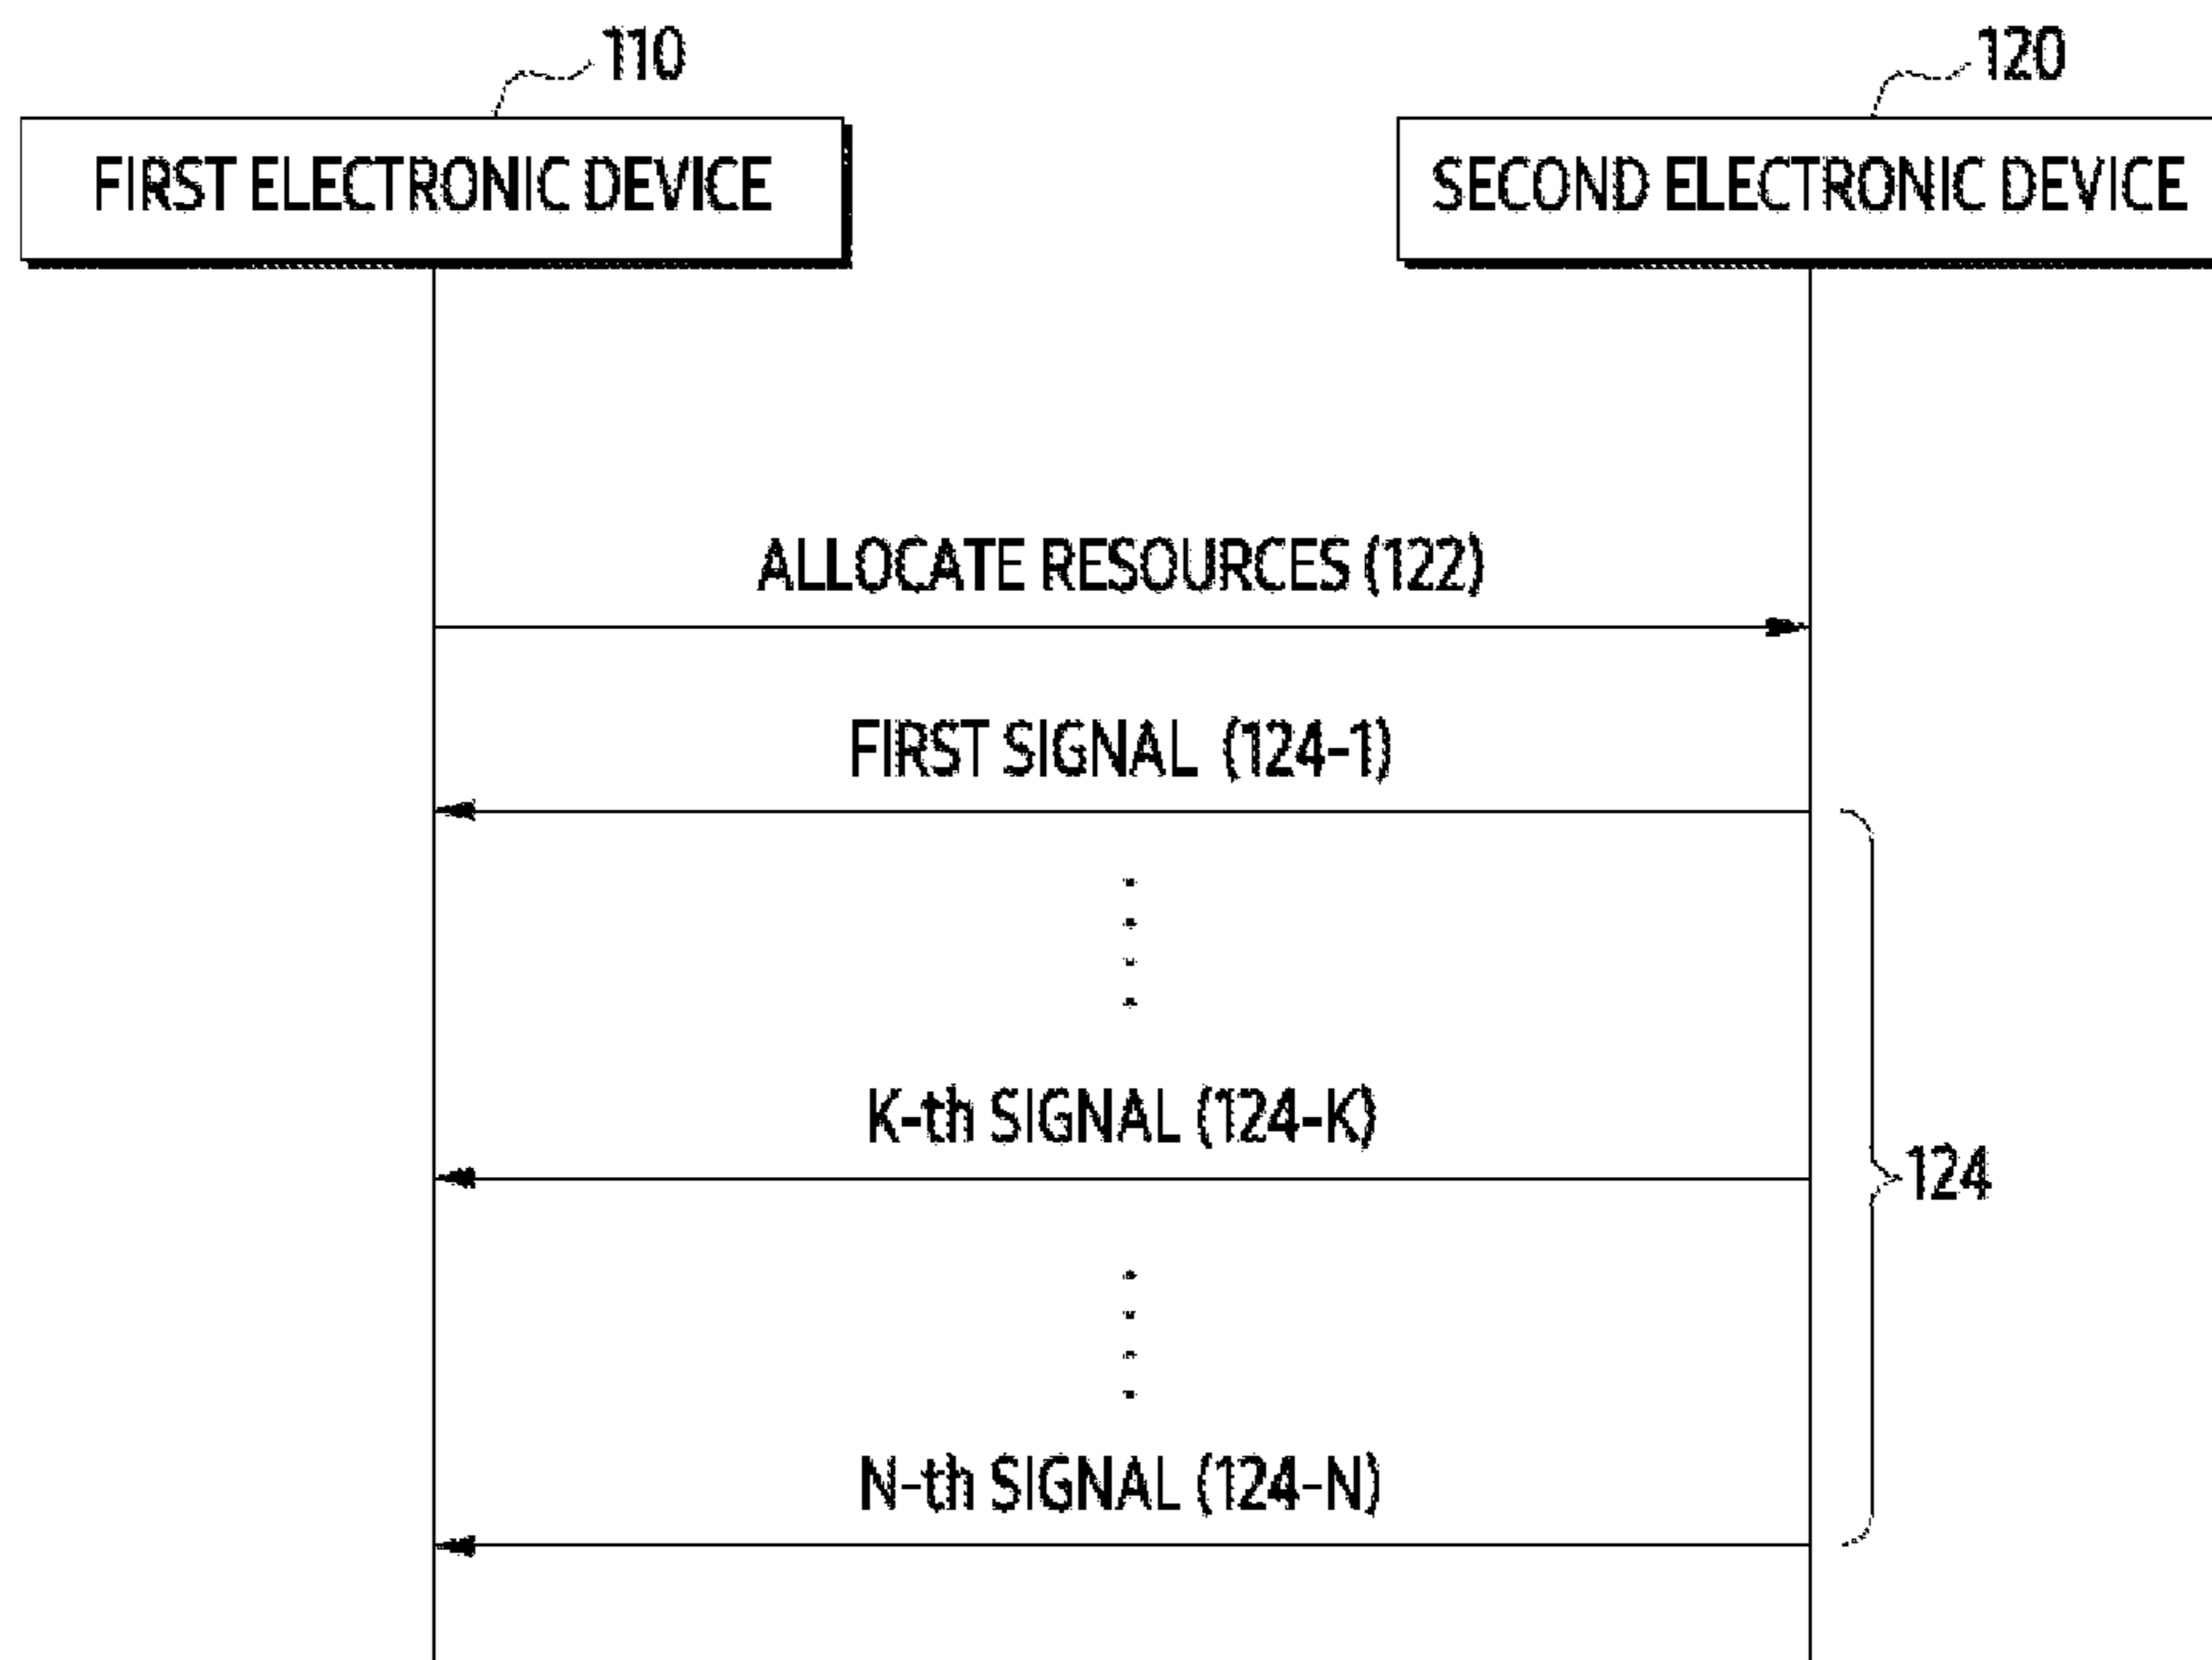 110
120
FIRST ELECTRONIC DEVICE
SECOND ELECTRONIC DEVICE
ALLOCATE RESOURCES (122)
FIRST SIGNAL (124-1)
K-th SIGNAL (124-K)
124
N-th SIGNAL (124-N)